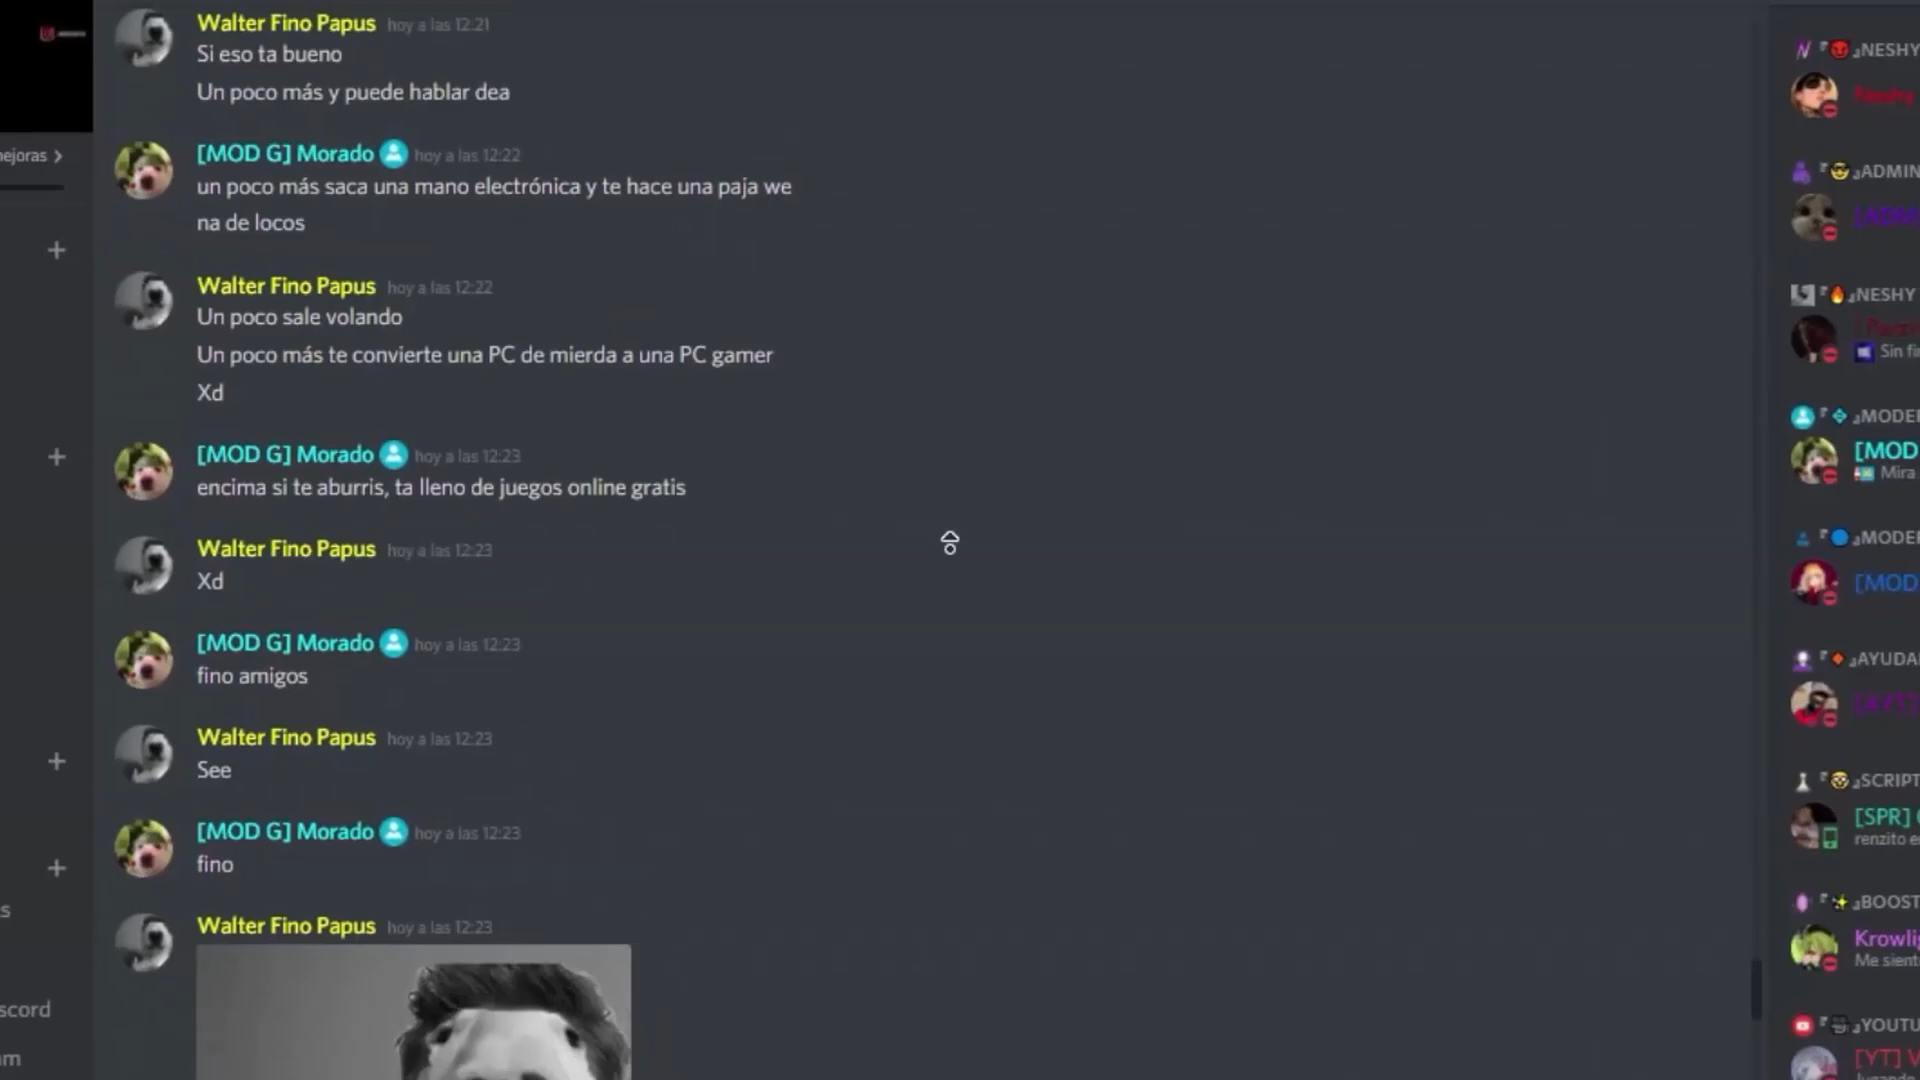 Walter Fino Papus hoy a las 12:21
Si eso ta bueno
Un poco más y puede hablar dea
[MOD G] Morado hoy a las 12:22
un poco más saca una mano electrónica y te hace una paja we
na de locos
Walter Fino Papus hoy a las 12:22
Un poco sale volando
Un poco más te convierte una PC de mierda a una PC gamer
Xd
[MOD G] Morado hoy a las 12:23
encima si te aburris, ta lleno de juegos online gratis
Walter Fino Papus hoy a las 12:23
Xd
[MOD G] Morado hoy a las 12:23
fino amigos
Walter Fino Papus hoy a las 12:23
See
[MOD G] Morado hoy a las 12:23
fino
Walter Fino Papus hoy a las 12:23
ejoras
s
scord
am
NESHY
Neshy
ADMIN
[ADM
NESHY
Sin fi
MODER
[MOD
Mira
MODER
[MOD
AYUDA
[AYT]
SCRIPT
[SPR]
renzito e
BOOST
Krowli
Me sient
YOUTU
[YT] V